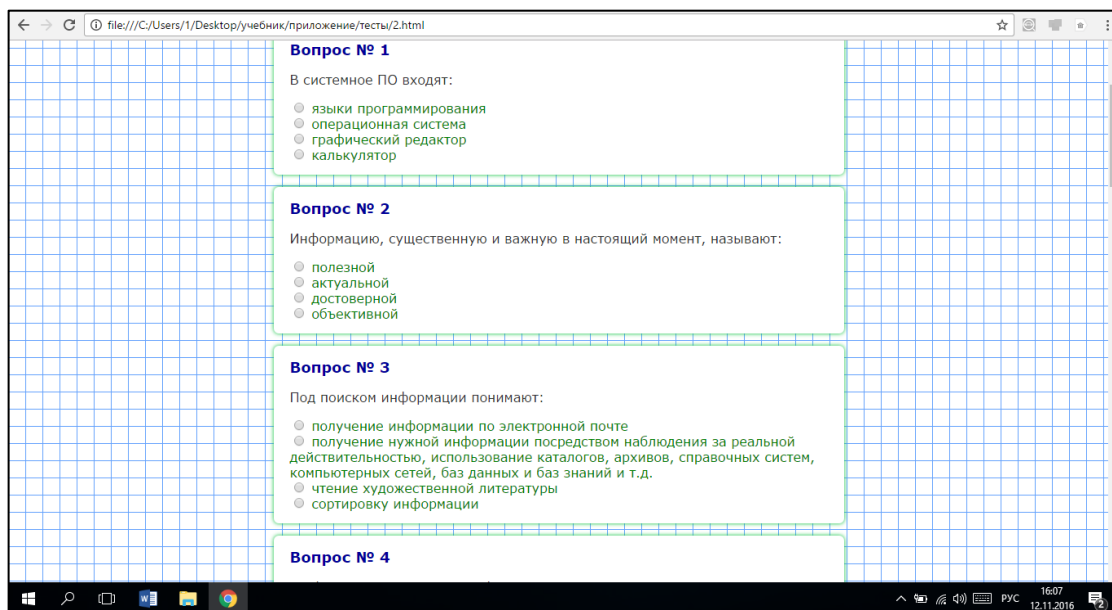 file:///C:/Users/1/Desktop/учебник/приложение/тесты/2.html
Вопрос № 1
В системное ПО входят:
языки программирования
операционная система
графический редактор
калькулятор
Вопрос № 2
Информацию, существенную и важную в настоящий момент, называют:
полезной
актуальной
достоверной
объективной
Вопрос № 3
Под поиском информации понимают:
получение информации по электронной почте
получение нужной информации посредством наблюдения за реальной
действительностью, использование каталогов, архивов, справочных систем,
компьютерных сетей, баз данных и баз знаний и т.д.
чтение художественной литературы
сортировку информации
Вопрос № 4
РУС
16:07
12.11.2016